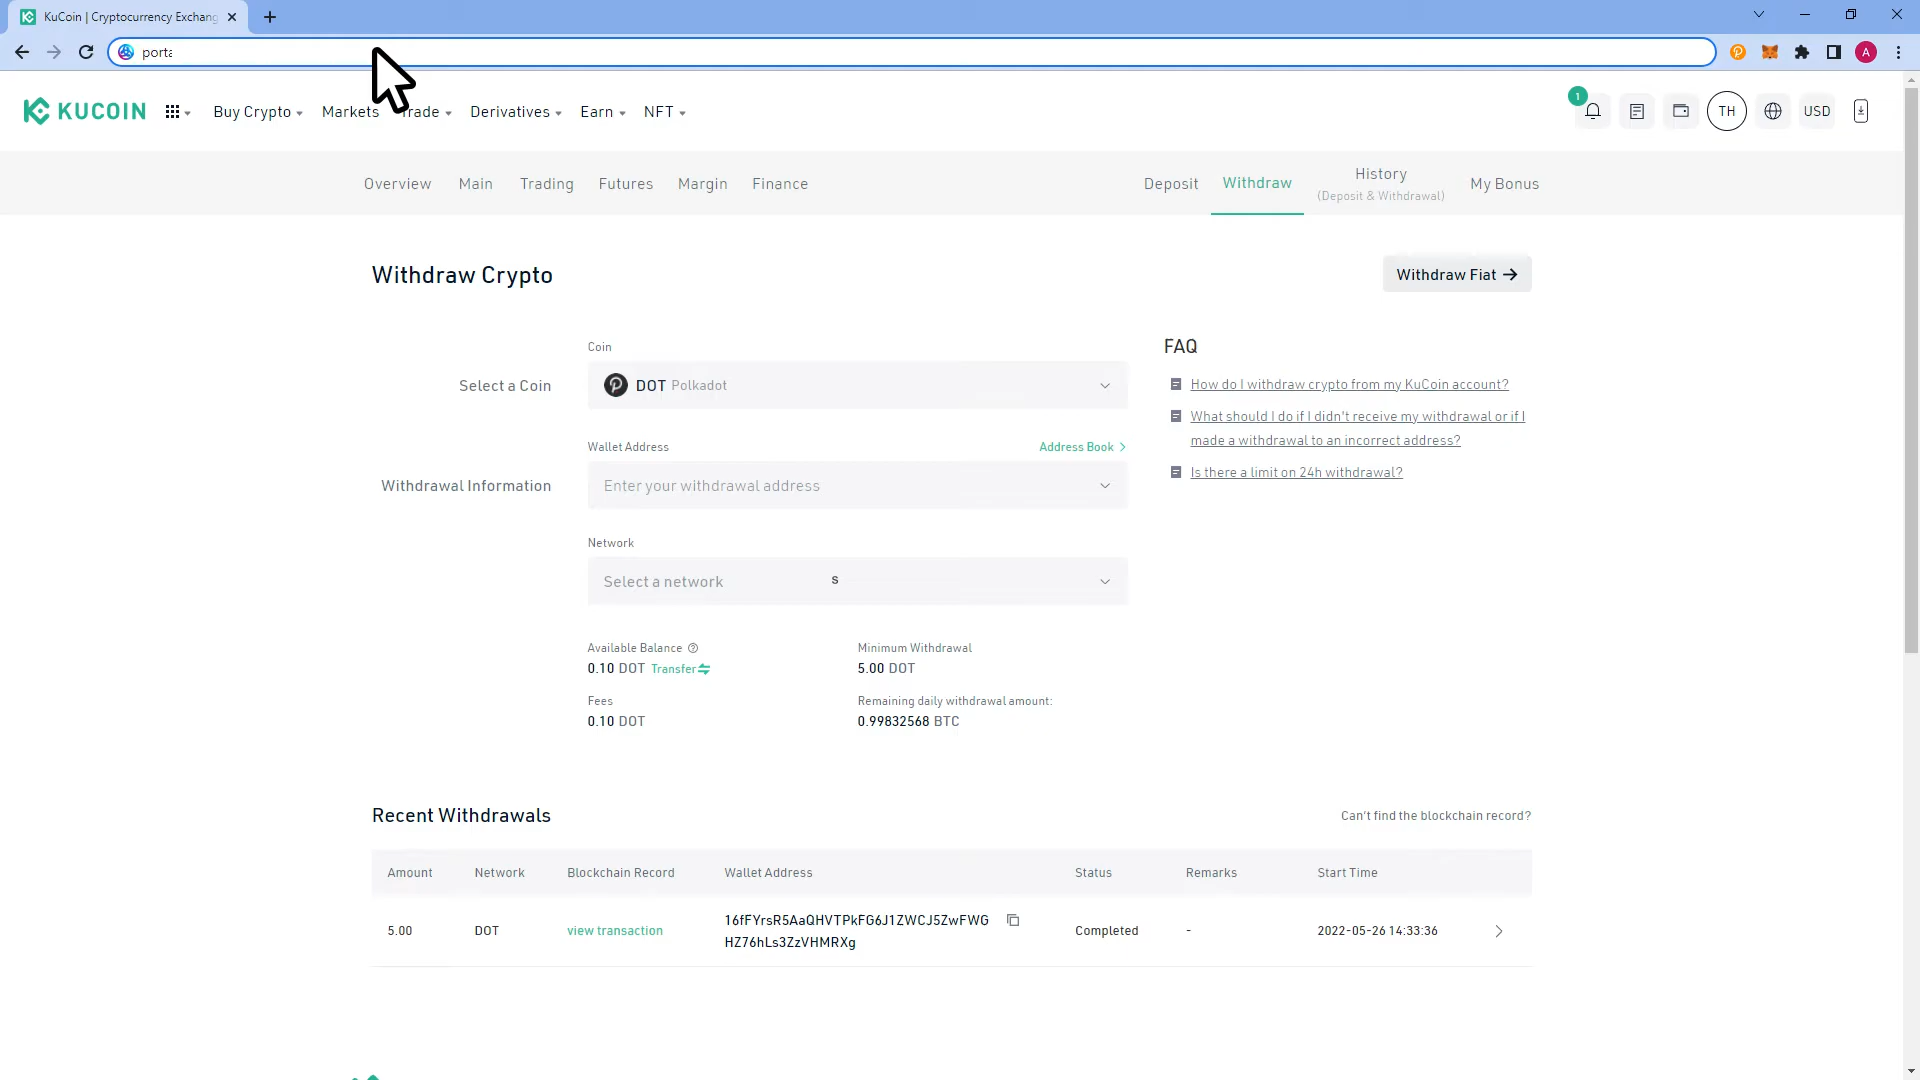 KuCoin | Cryptocurrency Exchang
porta
KUCOIN
Buy Crypto
Markets
Trade
Derivatives
Earn
NFT
1
TH
USD
A
Overview
Main
Trading
Futures
Margin
Finance
Deposit
Withdraw
History
(Deposit & Withdrawal)
My Bonus
Withdraw Crypto
Withdraw Fiat
Coin
Select a Coin
DOT Polkadot
Wallet Address
Address Book
Withdrawal Information
Enter your withdrawal address
Network
Select a network
s
Available Balance
0.10 DOT Transfer
Minimum Withdrawal
5.00 DOT
Fees
0.10 DOT
Remaining daily withdrawal amount:
0.99832568 BTC
FAQ
How do I withdraw crypto from my KuCoin account?
What should I do if I didn't receive my withdrawal or if I
made a withdrawal to an incorrect address?
Is there a limit on 24h withdrawal?
Recent Withdrawals
Can't find the blockchain record?
Amount
Network
Blockchain Record
Wallet Address
Status
Remarks
Start Time
5.00
DOT
view transaction
16fFYrsR5AaQHVTPkFG6J1ZWCJ5ZwFWG
HZ76hLs3ZzVHMRXg
Completed
-
2022-05-26 14:33:36